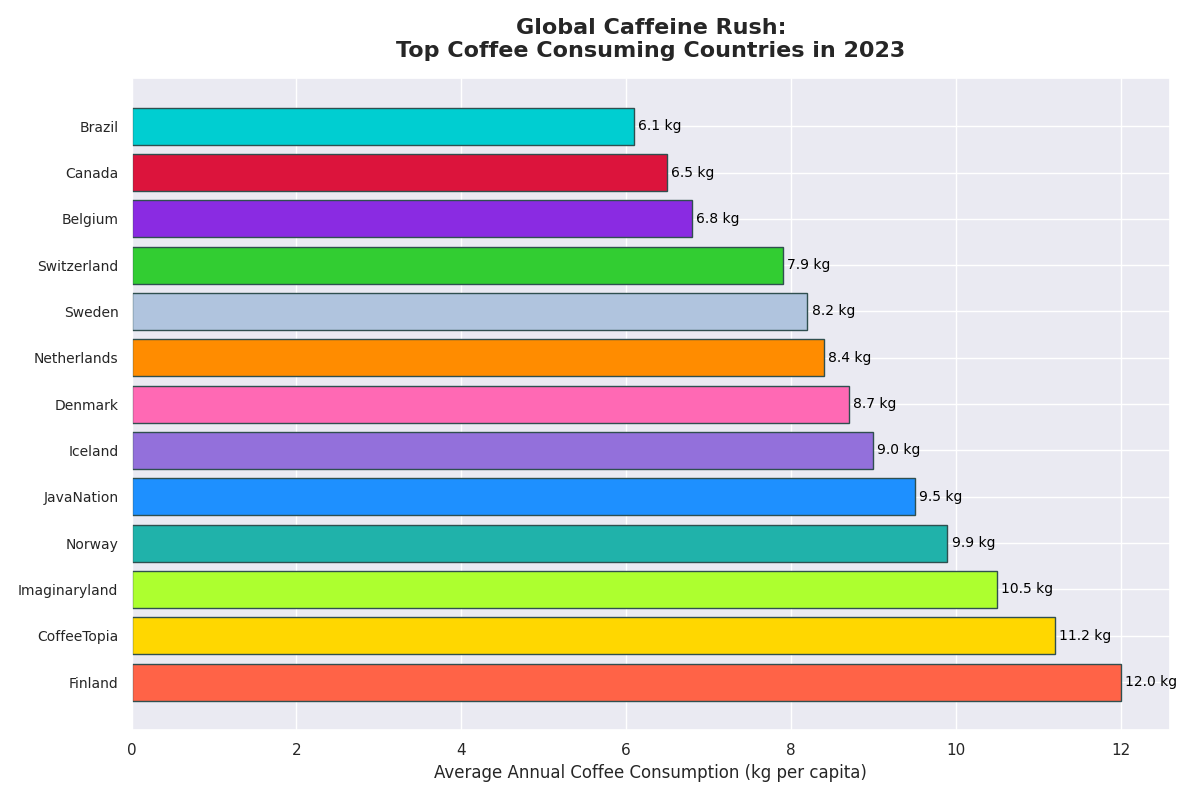 Global Caffeine Rush:
Top Coffee Consuming Countries in 2023
Brazil 6.1 kg
Canada 6.5 kg
Belgium 6.8 kg
Switzerland 7.9 kg
Sweden 8.2 kg
Netherlands 8.4 kg
Denmark 8.7 kg
Iceland 9.0 kg
JavaNation 9.5 kg
Norway 9.9 kg
Imaginaryland 10.5 kg
CoffeeTopia 11.2 kg
Finland 12.0 kg
0 2 4 6 8 10 12
Average Annual Coffee Consumption (kg per capita)